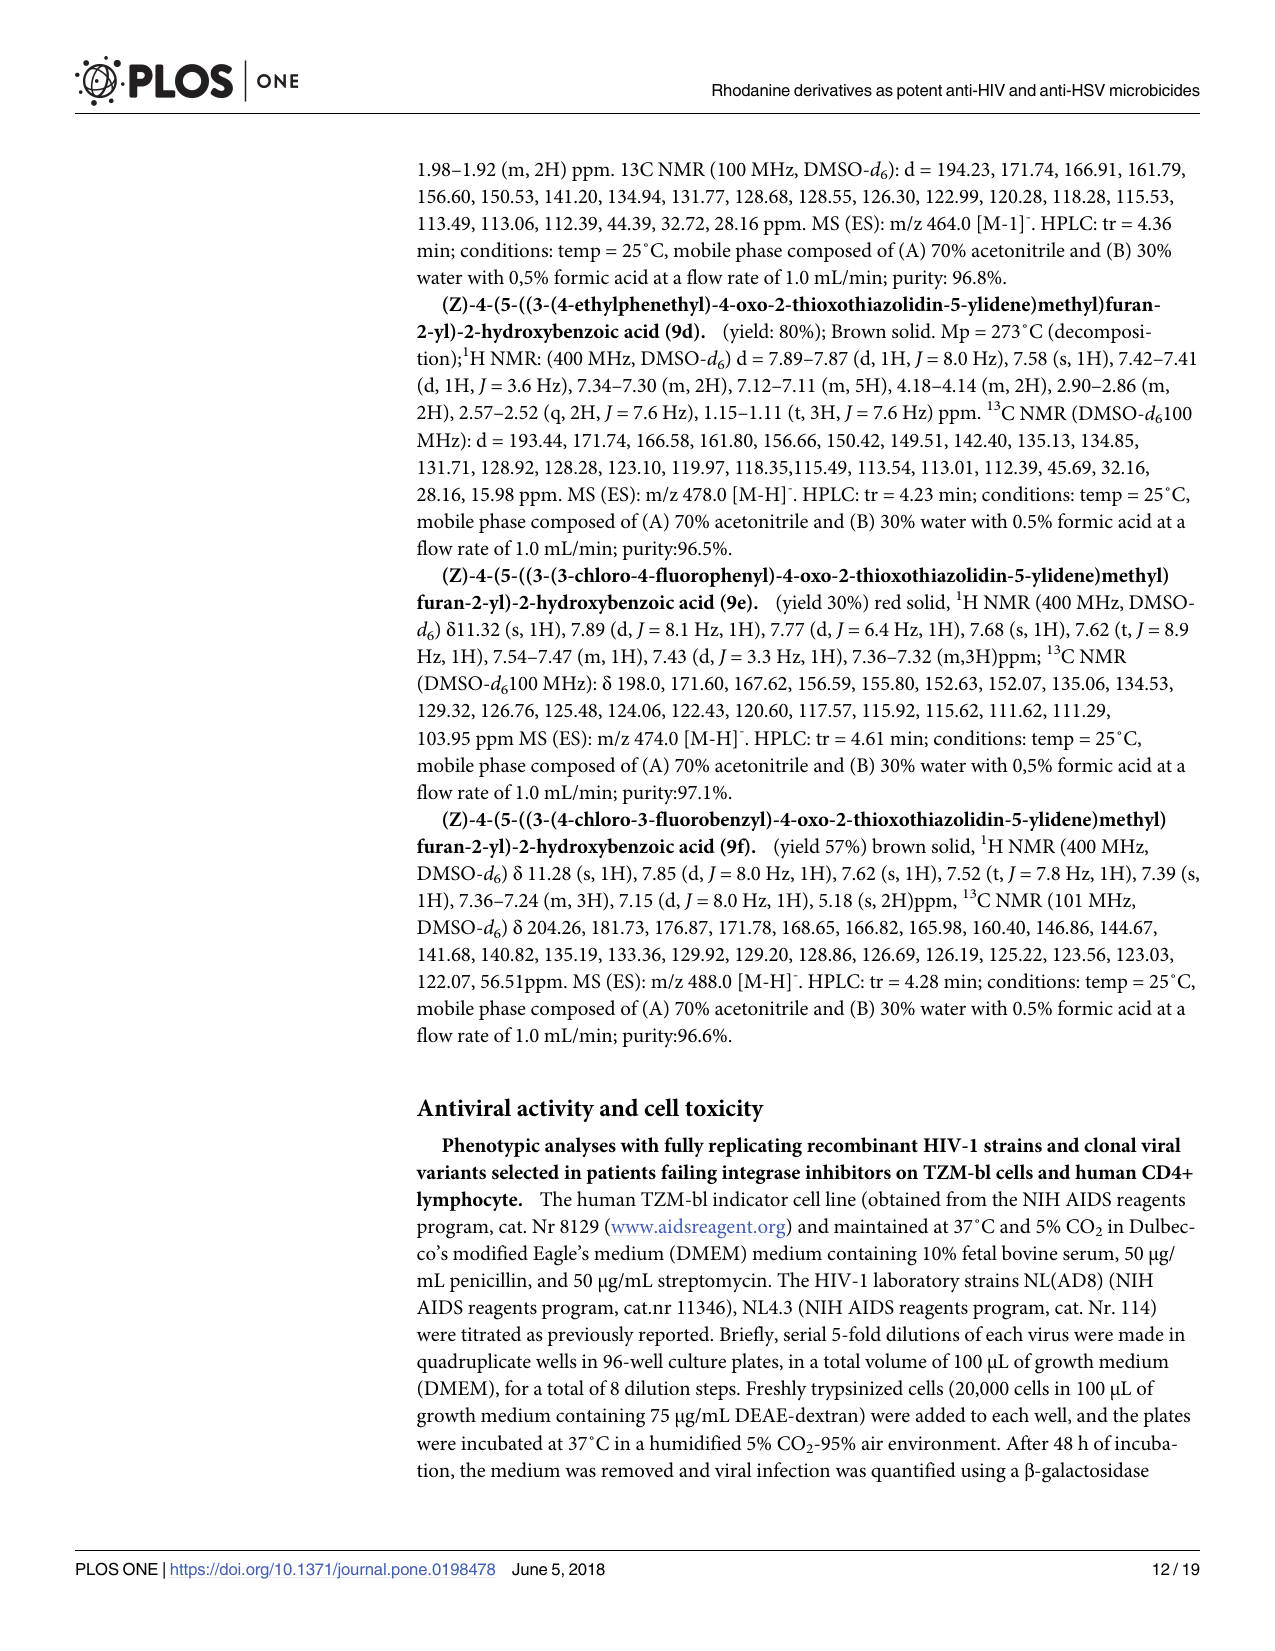 PLOS | ONE
Rhodanine derivatives as potent anti-HIV and anti-HSV microbicides
1.98–1.92 (m, 2H) ppm. 13C NMR (100 MHz, DMSO-d6): d = 194.23, 171.74, 166.91, 161.79,
156.60, 150.53, 141.20, 134.94, 131.77, 128.68, 128.55, 126.30, 122.99, 120.28, 118.28, 115.53,
113.49, 113.06, 112.39, 44.39, 32.72, 28.16 ppm. MS (ES): m/z 464.0 [M-1]-. HPLC: tr = 4.36
min; conditions: temp = 25˚C, mobile phase composed of (A) 70% acetonitrile and (B) 30%
water with 0,5% formic acid at a flow rate of 1.0 mL/min; purity: 96.8%.
(Z)-4-(5-((3-(4-ethylphenethyl)-4-oxo-2-thioxothiazolidin-5-ylidene)methyl)furan-
2-yl)-2-hydroxybenzoic acid (9d). (yield: 80%); Brown solid. Mp = 273˚C (decomposi-
tion);1H NMR: (400 MHz, DMSO-d6) d = 7.89–7.87 (d, 1H, J = 8.0 Hz), 7.58 (s, 1H), 7.42–7.41
(d, 1H, J = 3.6 Hz), 7.34–7.30 (m, 2H), 7.12–7.11 (m, 5H), 4.18–4.14 (m, 2H), 2.90–2.86 (m,
2H), 2.57–2.52 (q, 2H, J = 7.6 Hz), 1.15–1.11 (t, 3H, J = 7.6 Hz) ppm. 13C NMR (DMSO-d6100
MHz): d = 193.44, 171.74, 166.58, 161.80, 156.66, 150.42, 149.51, 142.40, 135.13, 134.85,
131.71, 128.92, 128.28, 123.10, 119.97, 118.35,115.49, 113.54, 113.01, 112.39, 45.69, 32.16,
28.16, 15.98 ppm. MS (ES): m/z 478.0 [M-H]-. HPLC: tr = 4.23 min; conditions: temp = 25˚C,
mobile phase composed of (A) 70% acetonitrile and (B) 30% water with 0.5% formic acid at a
flow rate of 1.0 mL/min; purity:96.5%.
(Z)-4-(5-((3-(3-chloro-4-fluorophenyl)-4-oxo-2-thioxothiazolidin-5-ylidene)methyl)
furan-2-yl)-2-hydroxybenzoic acid (9e). (yield 30%) red solid, 1H NMR (400 MHz, DMSO-
d6) δ11.32 (s, 1H), 7.89 (d, J = 8.1 Hz, 1H), 7.77 (d, J = 6.4 Hz, 1H), 7.68 (s, 1H), 7.62 (t, J = 8.9
Hz, 1H), 7.54–7.47 (m, 1H), 7.43 (d, J = 3.3 Hz, 1H), 7.36–7.32 (m,3H)ppm; 13C NMR
(DMSO-d6100 MHz): δ 198.0, 171.60, 167.62, 156.59, 155.80, 152.63, 152.07, 135.06, 134.53,
129.32, 126.76, 125.48, 124.06, 122.43, 120.60, 117.57, 115.92, 115.62, 111.62, 111.29,
103.95 ppm MS (ES): m/z 474.0 [M-H]-. HPLC: tr = 4.61 min; conditions: temp = 25˚C,
mobile phase composed of (A) 70% acetonitrile and (B) 30% water with 0,5% formic acid at a
flow rate of 1.0 mL/min; purity:97.1%.
(Z)-4-(5-((3-(4-chloro-3-fluorobenzyl)-4-oxo-2-thioxothiazolidin-5-ylidene)methyl)
furan-2-yl)-2-hydroxybenzoic acid (9f). (yield 57%) brown solid, 1H NMR (400 MHz,
DMSO-d6) δ 11.28 (s, 1H), 7.85 (d, J = 8.0 Hz, 1H), 7.62 (s, 1H), 7.52 (t, J = 7.8 Hz, 1H), 7.39 (s,
1H), 7.36–7.24 (m, 3H), 7.15 (d, J = 8.0 Hz, 1H), 5.18 (s, 2H)ppm, 13C NMR (101 MHz,
DMSO-d6) δ 204.26, 181.73, 176.87, 171.78, 168.65, 166.82, 165.98, 160.40, 146.86, 144.67,
141.68, 140.82, 135.19, 133.36, 129.92, 129.20, 128.86, 126.69, 126.19, 125.22, 123.56, 123.03,
122.07, 56.51ppm. MS (ES): m/z 488.0 [M-H]-. HPLC: tr = 4.28 min; conditions: temp = 25˚C,
mobile phase composed of (A) 70% acetonitrile and (B) 30% water with 0.5% formic acid at a
flow rate of 1.0 mL/min; purity:96.6%.
Antiviral activity and cell toxicity
Phenotypic analyses with fully replicating recombinant HIV-1 strains and clonal viral
variants selected in patients failing integrase inhibitors on TZM-bl cells and human CD4+
lymphocyte. The human TZM-bl indicator cell line (obtained from the NIH AIDS reagents
program, cat. Nr 8129 (www.aidsreagent.org) and maintained at 37˚C and 5% CO2 in Dulbec-
co's modified Eagle's medium (DMEM) medium containing 10% fetal bovine serum, 50 μg/
mL penicillin, and 50 μg/mL streptomycin. The HIV-1 laboratory strains NL(AD8) (NIH
AIDS reagents program, cat.nr 11346), NL4.3 (NIH AIDS reagents program, cat. Nr. 114)
were titrated as previously reported. Briefly, serial 5-fold dilutions of each virus were made in
quadruplicate wells in 96-well culture plates, in a total volume of 100 μL of growth medium
(DMEM), for a total of 8 dilution steps. Freshly trypsinized cells (20,000 cells in 100 μL of
growth medium containing 75 μg/mL DEAE-dextran) were added to each well, and the plates
were incubated at 37˚C in a humidified 5% CO2-95% air environment. After 48 h of incuba-
tion, the medium was removed and viral infection was quantified using a β-galactosidase
PLOS ONE | https://doi.org/10.1371/journal.pone.0198478 June 5, 2018
12 / 19